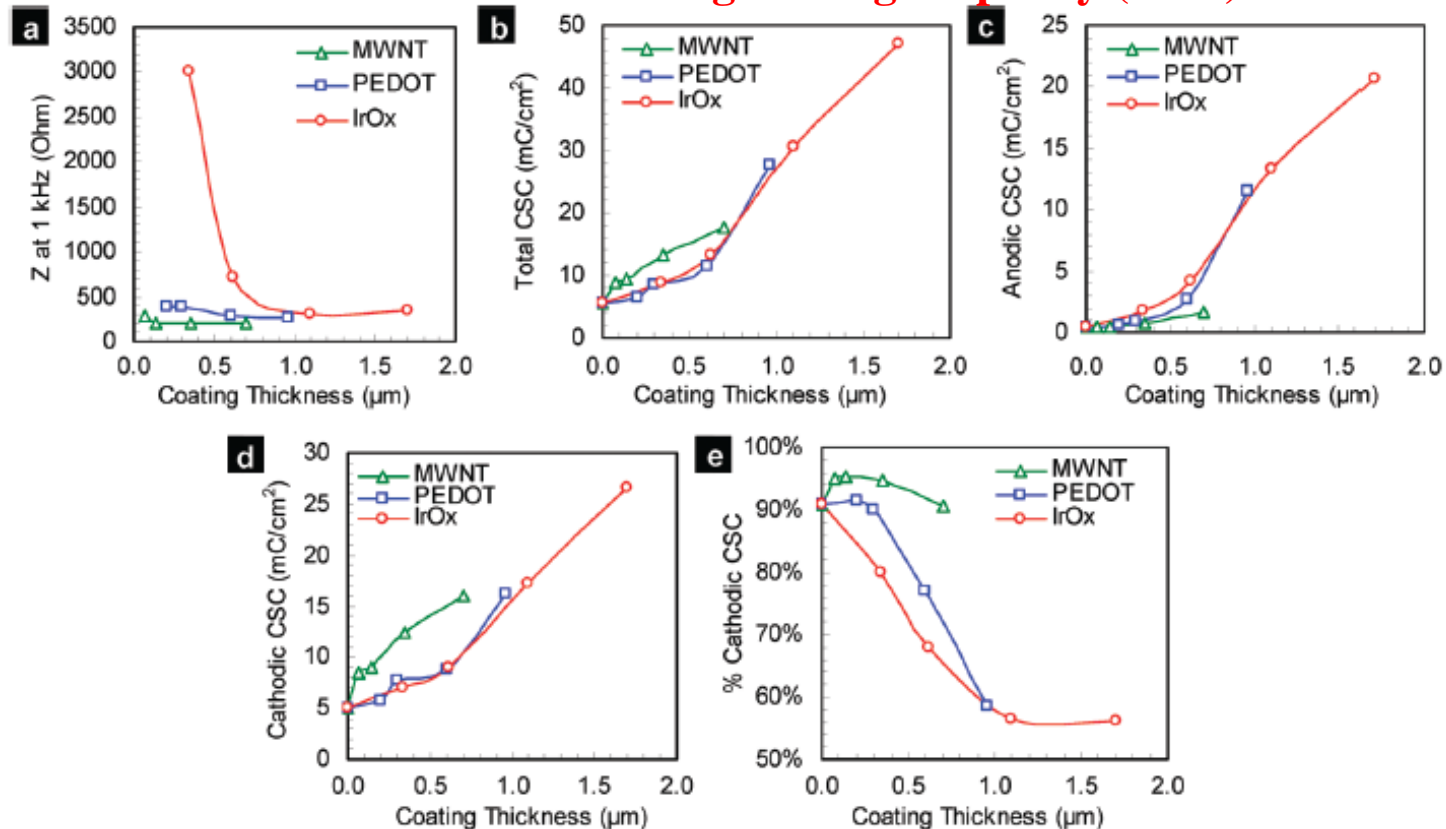 a
3500
3000
2500
2000
1500
1000
500
0
Z at 1 kHz (Ohm)
MWNT
PEDOT
IrOx
0.0 0.5 1.0 1.5 2.0
Coating Thickness (µm)
b
50
40
30
20
10
0
Total CSC (mC/cm²)
MWNT
PEDOT
IrOx
0.0 0.5 1.0 1.5 2.0
Coating Thickness (µm)
c
25
20
15
10
5
0
Anodic CSC (mC/cm²)
MWNT
PEDOT
IrOx
0.0 0.5 1.0 1.5 2.0
Coating Thickness (µm)
d
30
25
20
15
10
5
0
Cathodic CSC (mC/cm²)
MWNT
PEDOT
IrOx
0.0 0.5 1.0 1.5 2.0
Coating Thickness (µm)
e
100%
90%
80%
70%
60%
50%
% Cathodic CSC
MWNT
PEDOT
IrOx
0.0 0.5 1.0 1.5 2.0
Coating Thickness (µm)